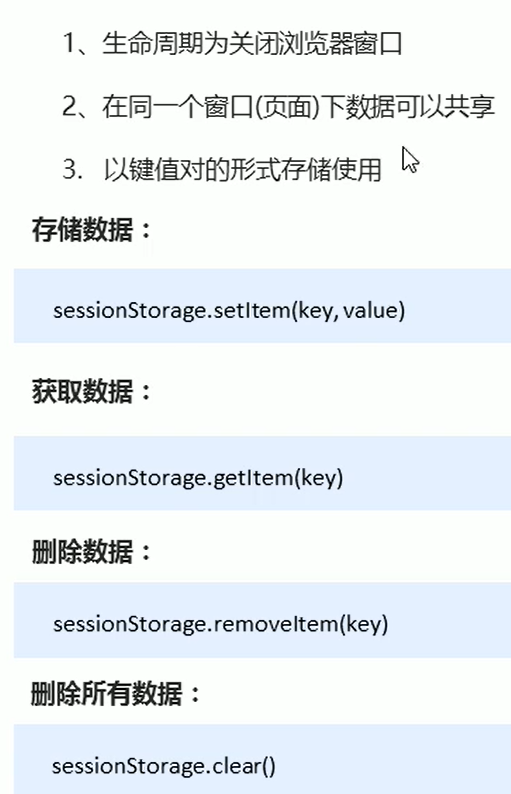 1、生命周期为关闭浏览器窗口
2、在同一个窗口(页面)下数据可以共享
3. 以键值对的形式存储使用
存储数据：
sessionStorage.setItem(key, value)
获取数据：
sessionStorage.getItem(key)
删除数据：
sessionStorage.removeItem(key)
删除所有数据：
sessionStorage.clear()